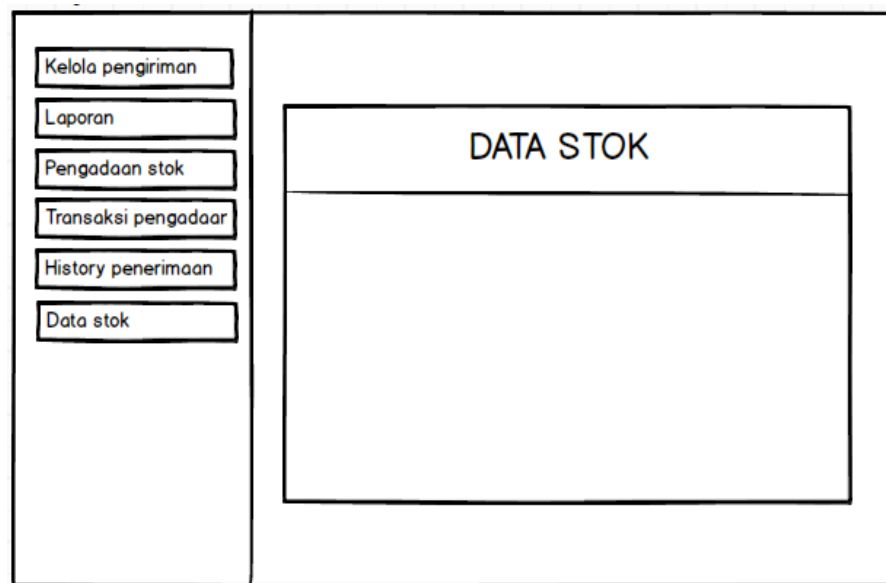 Kelola pengiriman
Laporan
Pengadaan stok
Transaksi pengadaar
History penerimaan
Data stok
DATA STOK